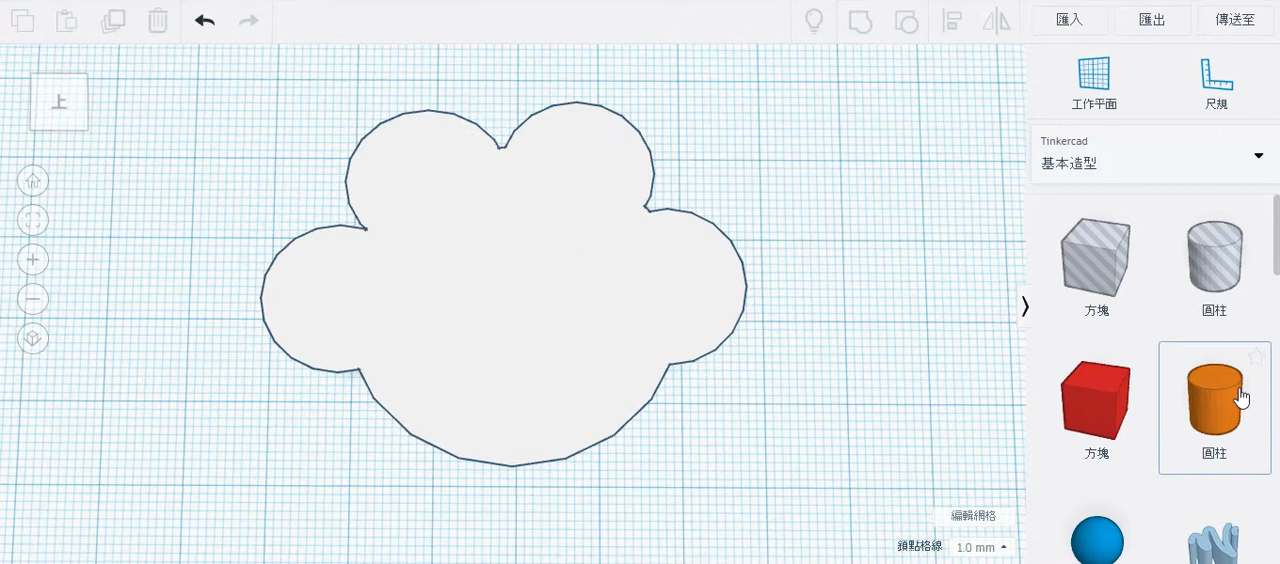 匯入
匯出
傳送至
上
工作平面
尺規
Tinkercad
基本造型
方塊
圓柱
方塊
圓柱
編輯網格
鎖點格線
1.0 mm